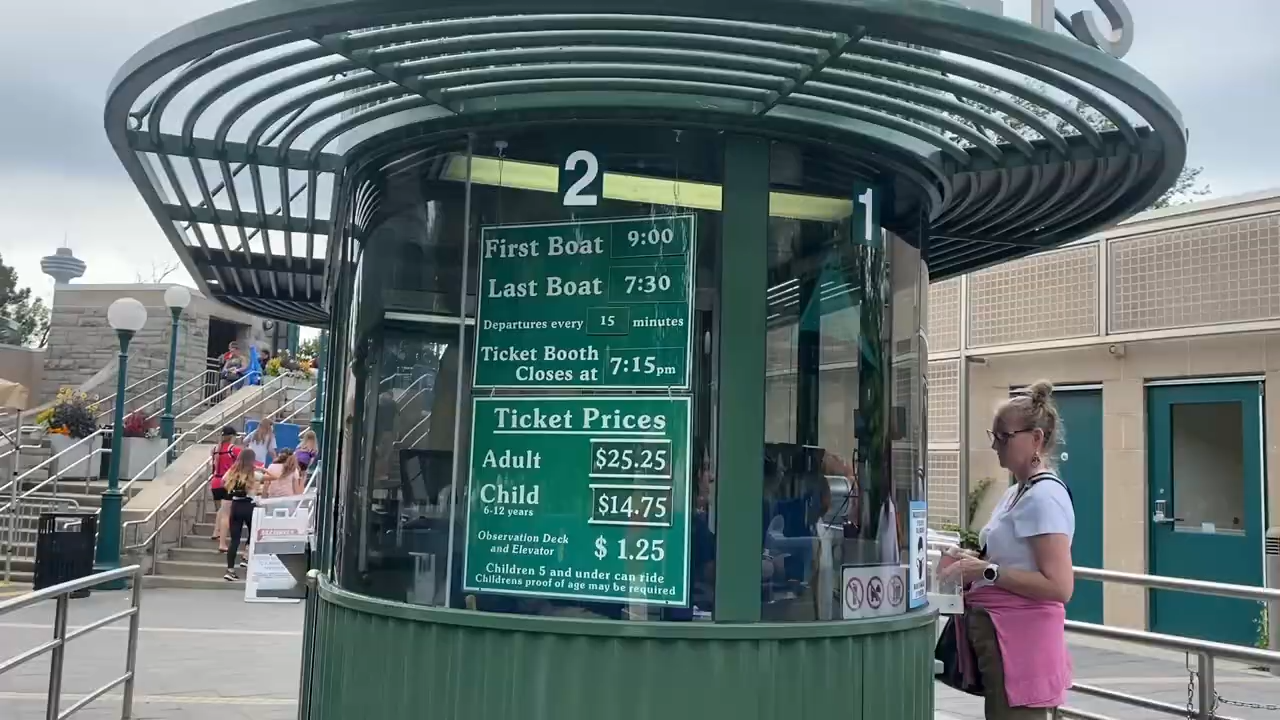 2
1
First Boat 9:00
Last Boat 7:30
Departures every 15 minutes
Ticket Booth
Closes at 7:15pm
Ticket Prices
Adult $25.25
Child $14.75
6-12 years
Observation Deck
and Elevator $ 1.25
Children 5 and under can ride
Childrens proof of age may be required